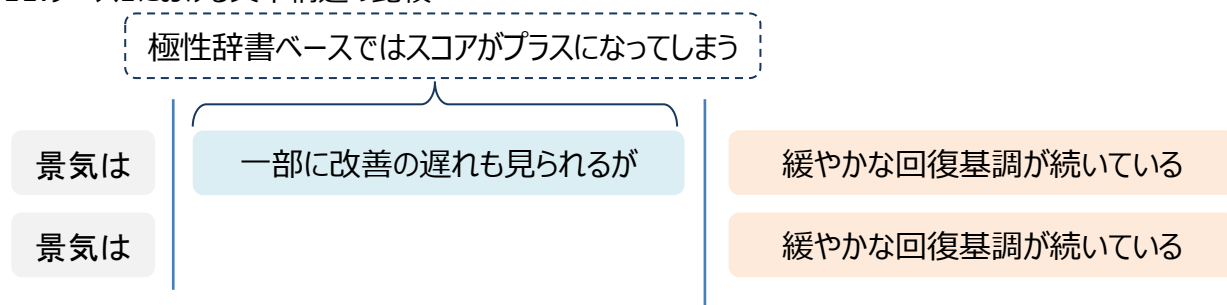 極性辞書ベースではスコアがプラスになってしまう
景気は 一部に改善の遅れも見られるが 緩やかな回復基調が続いている
景気は 緩やかな回復基調が続いている